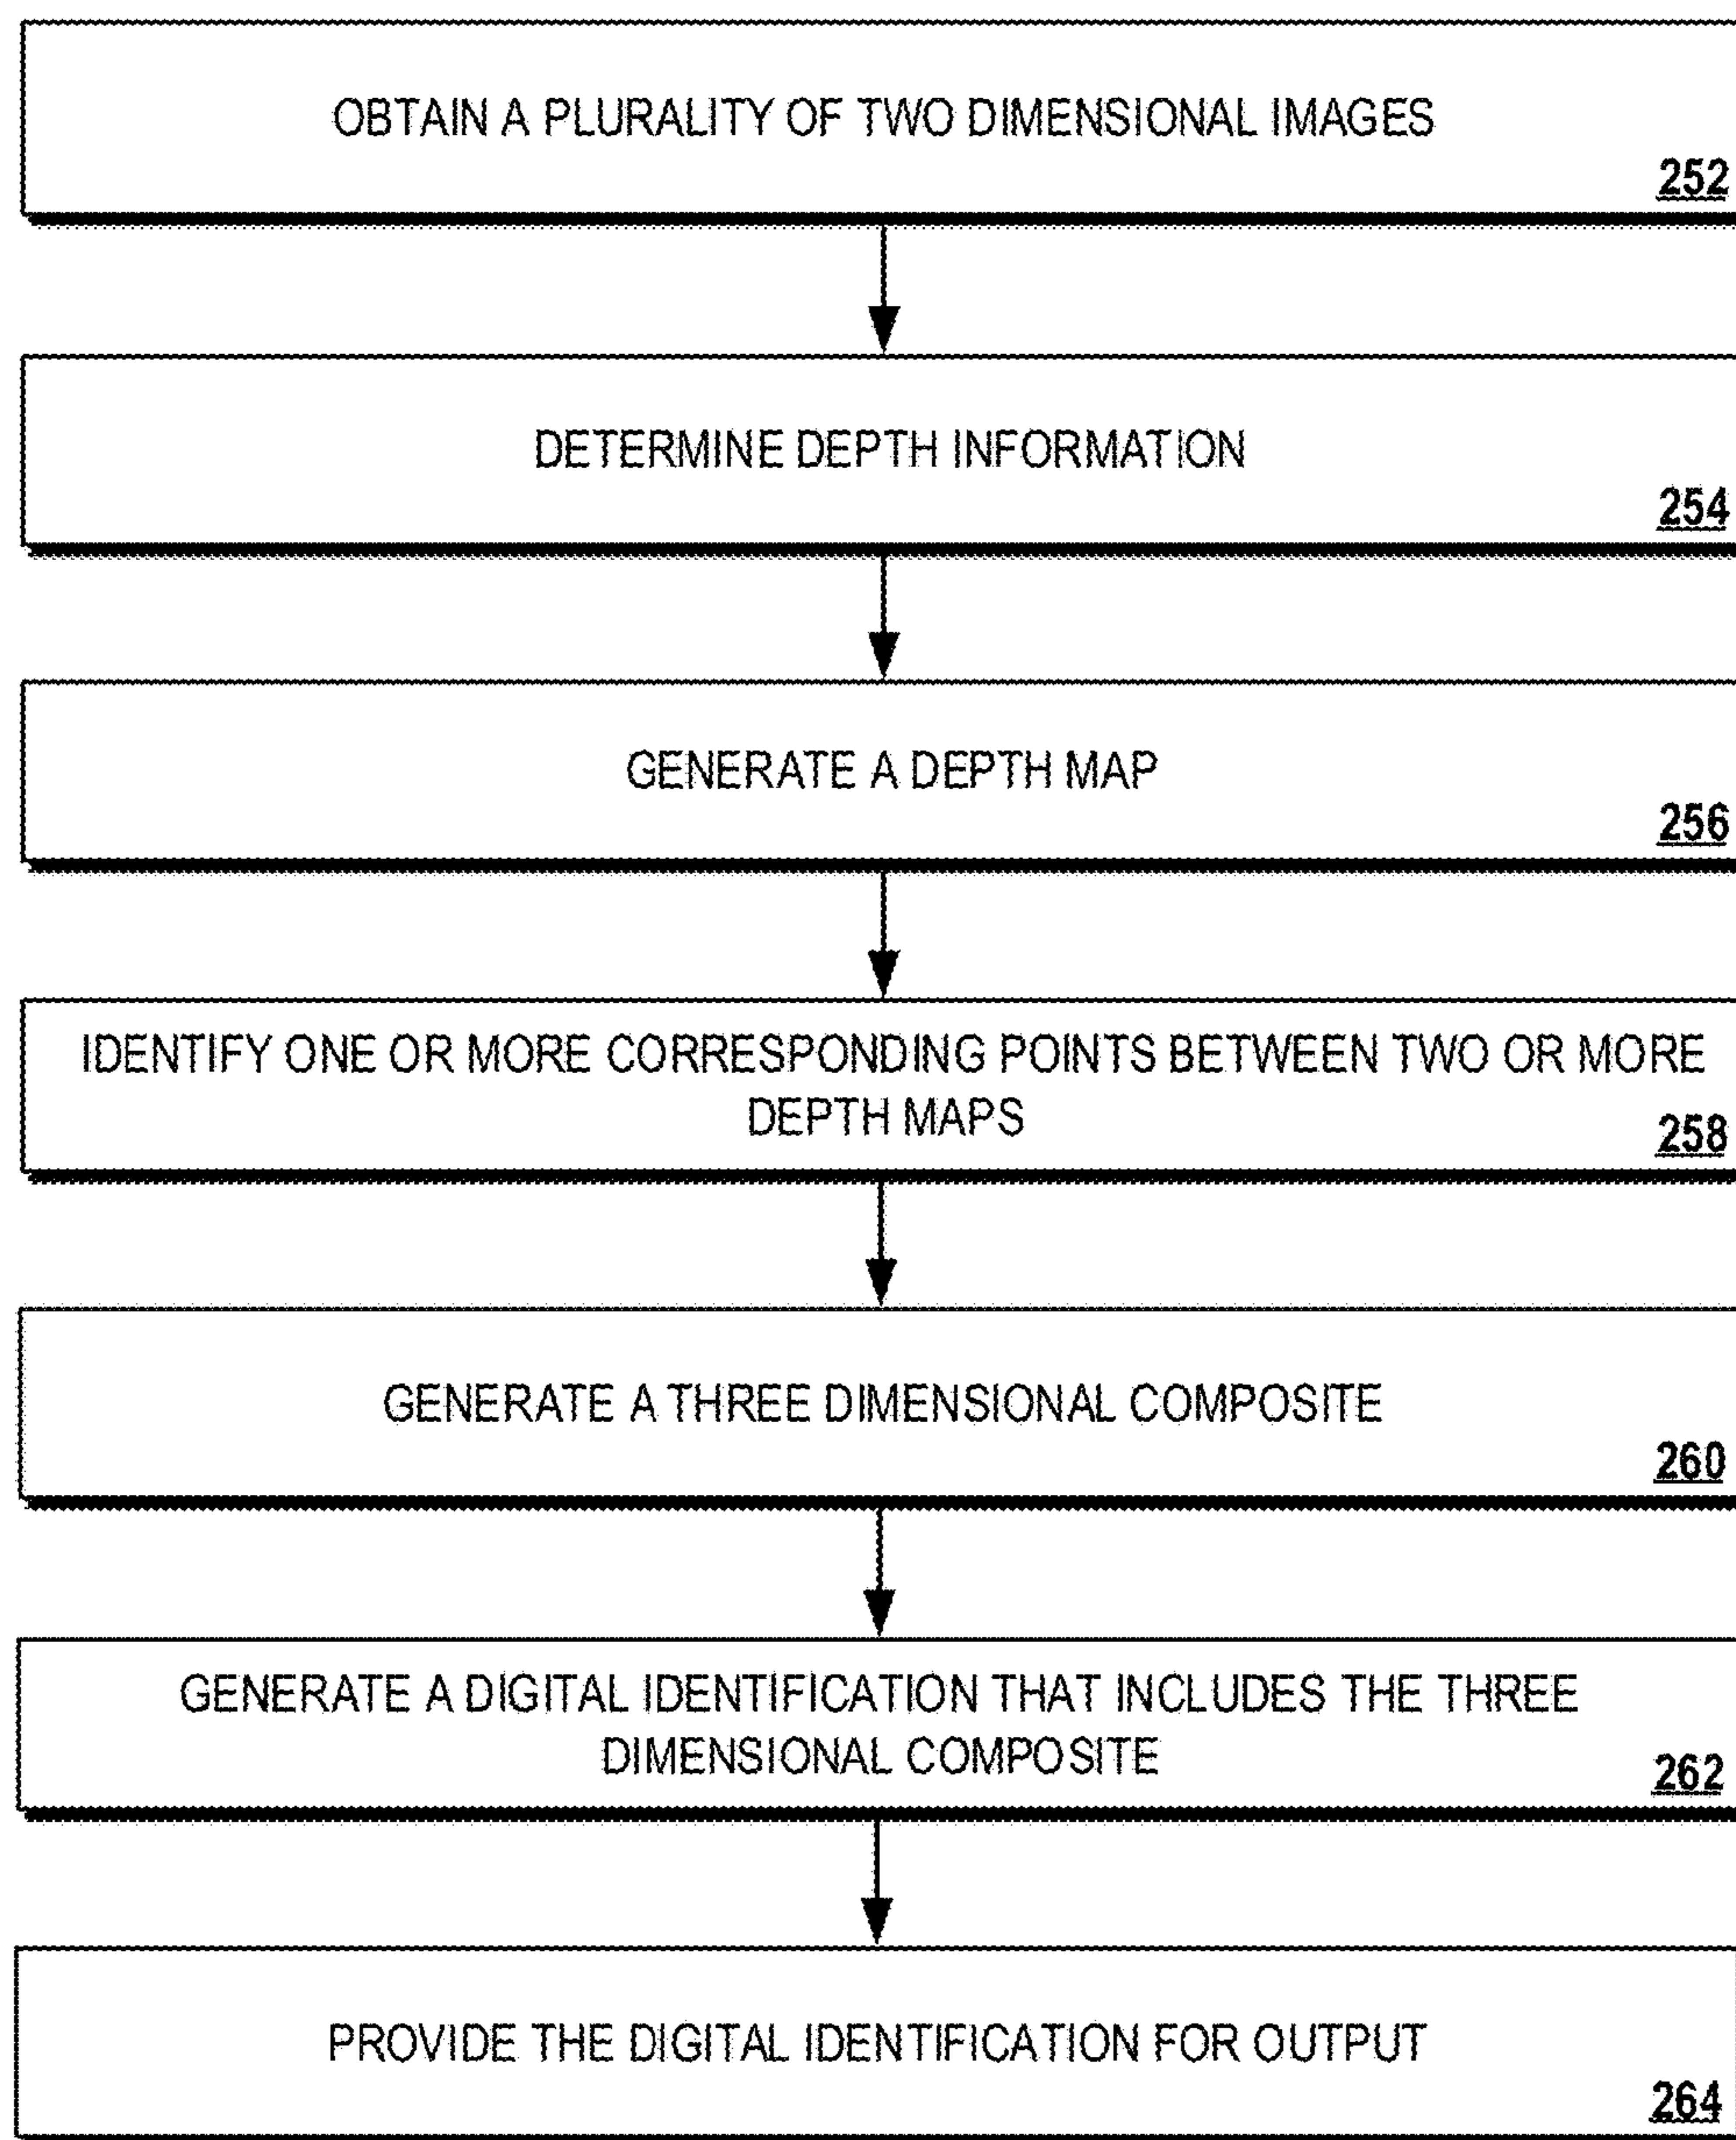 OBTAIN A PLURALITY OF TWO DIMENSIONAL IMAGES
252
DETERMINE DEPTH INFORMATION
254
GENERATE A DEPTH MAP
256
IDENTIFY ONE OR MORE CORRESPONDING POINTS BETWEEN TWO OR MORE
DEPTH MAPS
258
GENERATE A THREE DIMENSIONAL COMPOSITE
260
GENERATE A DIGITAL IDENTIFICATION THAT INCLUDES THE THREE
DIMENSIONAL COMPOSITE
262
PROVIDE THE DIGITAL IDENTIFICATION FOR OUTPUT
264